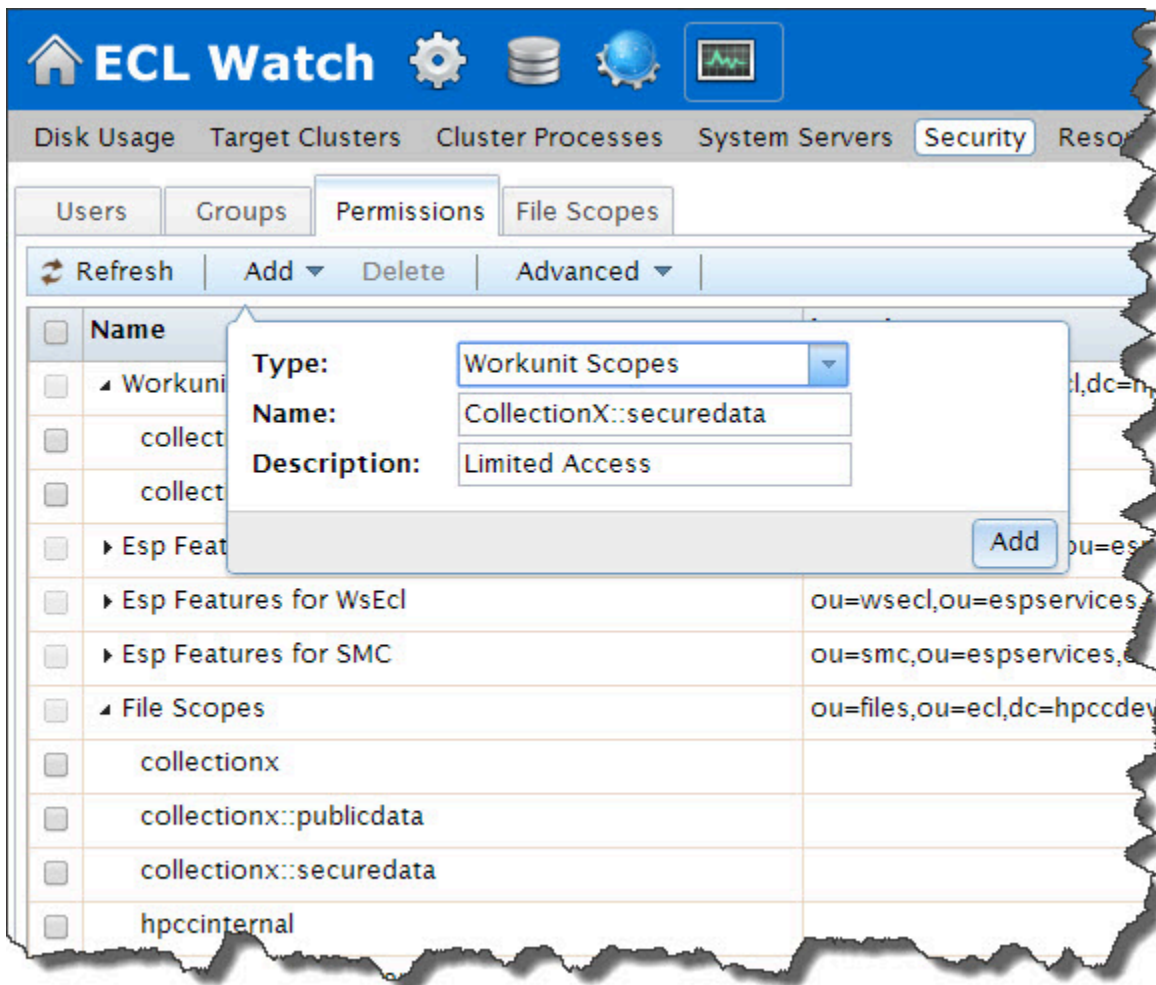 ECL Watch
Disk Usage Target Clusters Cluster Processes System Servers Security
Users Groups Permissions File Scopes
Refresh Add Delete Advanced
Name
Type: Workunit Scopes
Name: CollectionX::securedata
Description: Limited Access
Add
Esp Features for WsEcl ou=wsecl,ou=espservices,
Esp Features for SMC ou=smc,ou=espservices,
File Scopes ou=files,ou=ecl,dc=hpccdev
collectionx
collectionx::publicdata
collectionx::securedata
hpccinternal